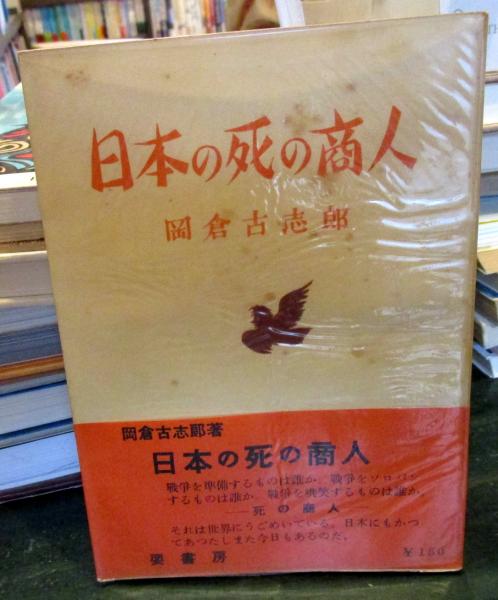 日本の死の商人
岡倉古志郎
岡倉古志郎著
日本の死の商人
戦争を準備するものは誰か、戦争をソロバン
するものは誰か、戦争を嘲笑するものは誰か。
――死の商人
それは世界にうごめいている。日本にもかつ
てあつたしまた今日もあるのだ。
要書房
¥150